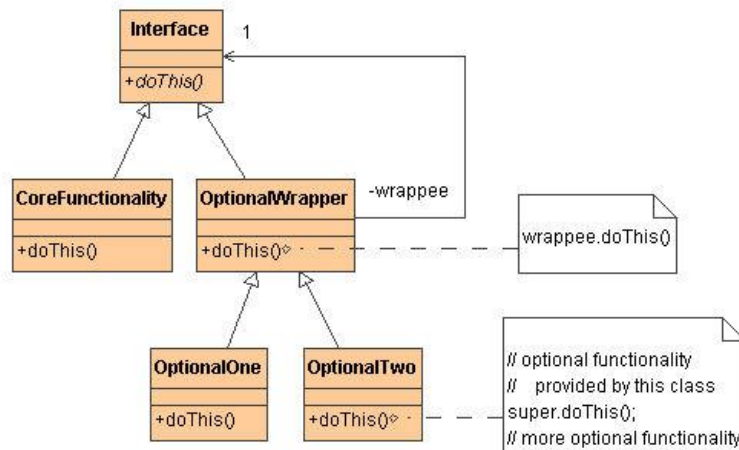 Interface
1
+doThis()
CoreFunctionality
OptionalWrapper
-wrappee
+doThis()
+doThis()
wrappee.doThis()
OptionalOne
OptionalTwo
+doThis()
+doThis()
// optional functionality
// provided by this class
super.doThis();
// more optional functionality